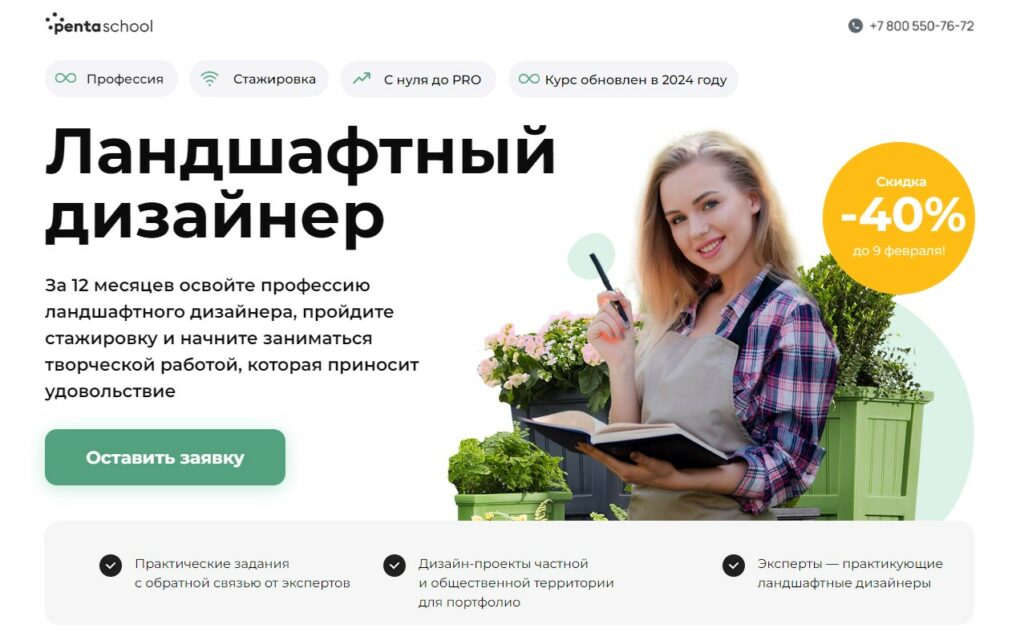 pentaschool
+7 800 550-76-72
Профессия
Стажировка
С нуля до PRO
Курс обновлен в 2024 году
Ландшафтный
дизайнер
Скидка
-40%
до 9 февраля!
За 12 месяцев освойте профессию
ландшафтного дизайнера, пройдите
стажировку и начните заниматься
творческой работой, которая приносит
удовольствие
Оставить заявку
Практические задания
с обратной связью от экспертов
Дизайн-проекты частной
и общественной территории
для портфолио
Эксперты — практикующие
ландшафтные дизайнеры